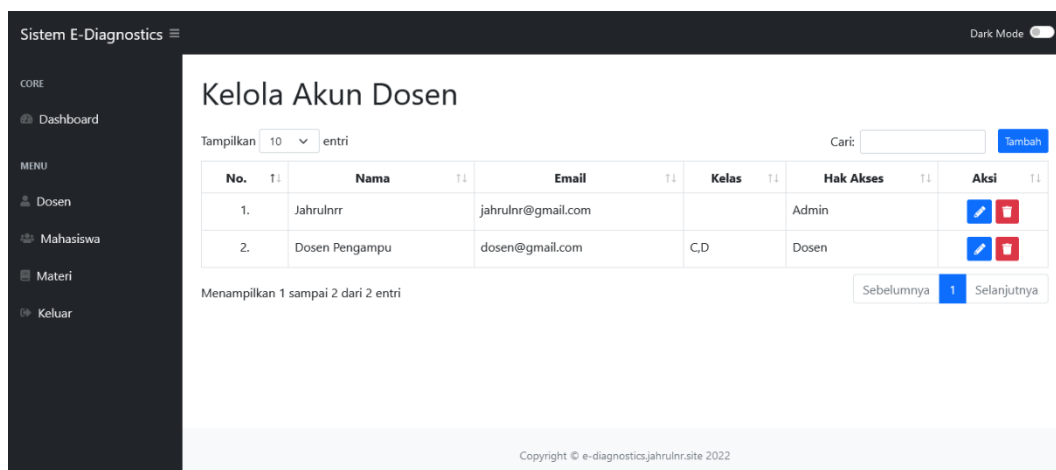 Sistem E-Diagnostics
Dark Mode
CORE
Dashboard
MENU
Dosen
Mahasiswa
Materi
Keluar
Kelola Akun Dosen
Tampilkan 10 entri
Cari:
Tambah
No. Nama Email Kelas Hak Akses Aksi
1. Jahrulnrr jahrulnr@gmail.com Admin
2. Dosen Pengampu dosen@gmail.com C,D Dosen
Menampilkan 1 sampai 2 dari 2 entri
Sebelumnya 1 Selanjutnya
Copyright © e-diagnostics.jahrulnr.site 2022